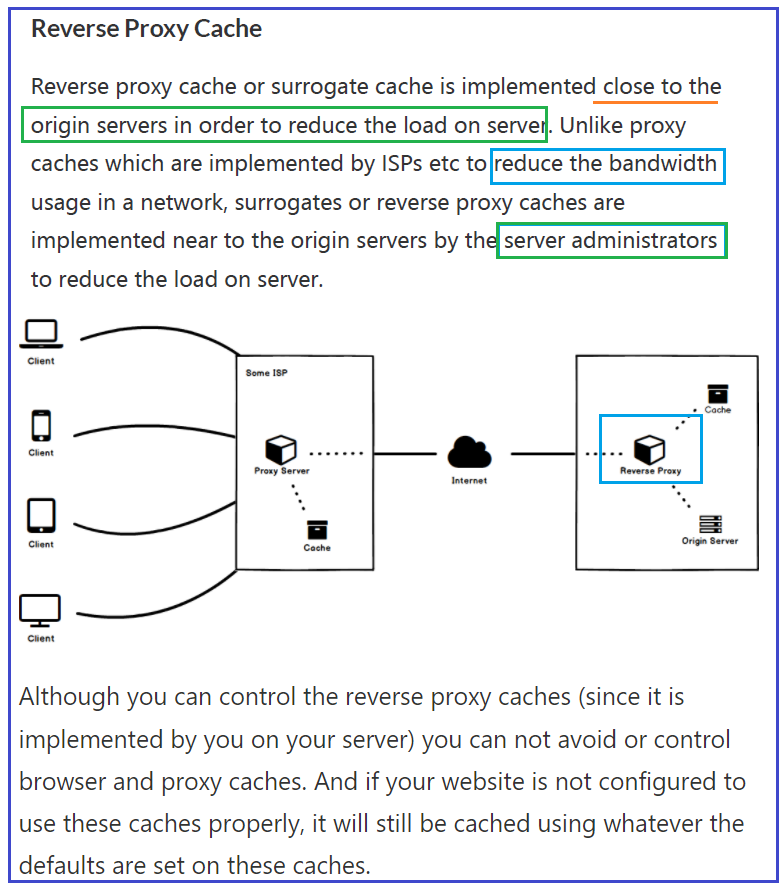 Reverse Proxy Cache
Reverse proxy cache or surrogate cache is implemented close to the
origin servers in order to reduce the load on server. Unlike proxy
caches which are implemented by ISPs etc to reduce the bandwidth
usage in a network, surrogates or reverse proxy caches are
implemented near to the origin servers by the server administrators
to reduce the load on server.
Client
Client
Client
Client
Some ISP
Proxy Server
Cache
Internet
Cache
Reverse Proxy
Origin Server
Although you can control the reverse proxy caches (since it is
implemented by you on your server) you can not avoid or control
browser and proxy caches. And if your website is not configured to
use these caches properly, it will still be cached using whatever the
defaults are set on these caches.